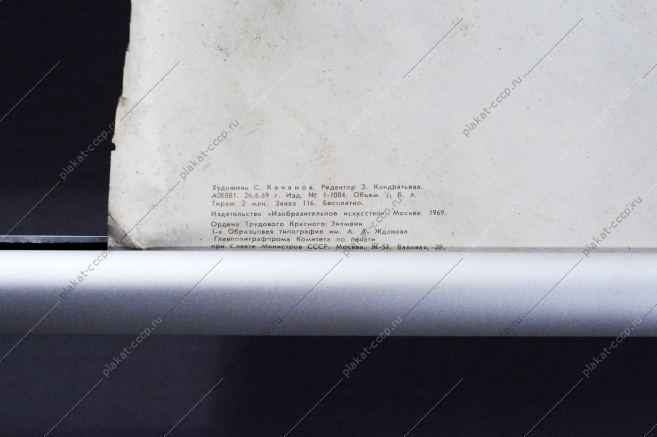 Художник С. Качанов. Редактор З. Кондратьева.
А08881. 26.6.69 г. Изд. № 1-1084. Объем 1/2 б. л.
Тираж 2 млн. Заказ 116. Бесплатно.
Издательство «Изобразительное искусство». Москва. 1969.
Ордена Трудового Красного Знамени
1-я Образцовая типография им. А. А. Жданова
Главполиграфпрома Комитета по печати
при Совете Министров СССР. Москва, Ж-54, Валовая, 28.
plakat-cccp.ru